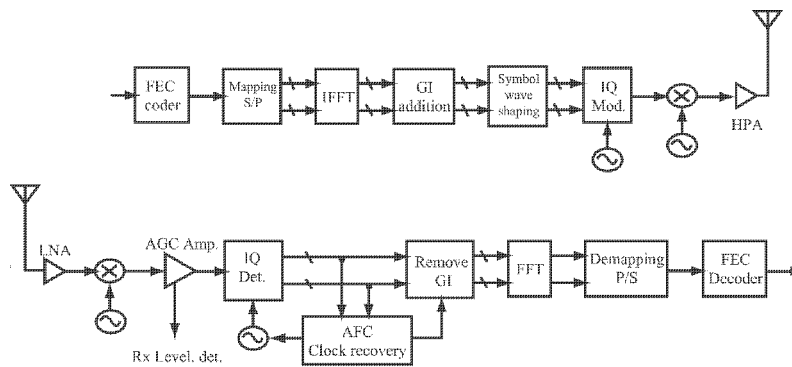 FEC
coder
Mapping
S/P
IFFT
GI
addition
Symbol
wave
shaping
IQ
Mod.
HPA
LNA
AGC Amp.
IQ
Det.
Remove
GI
FFT
Demapping
P/S
FEC
Decoder
AFC
Clock recovery
Rx Level. det.